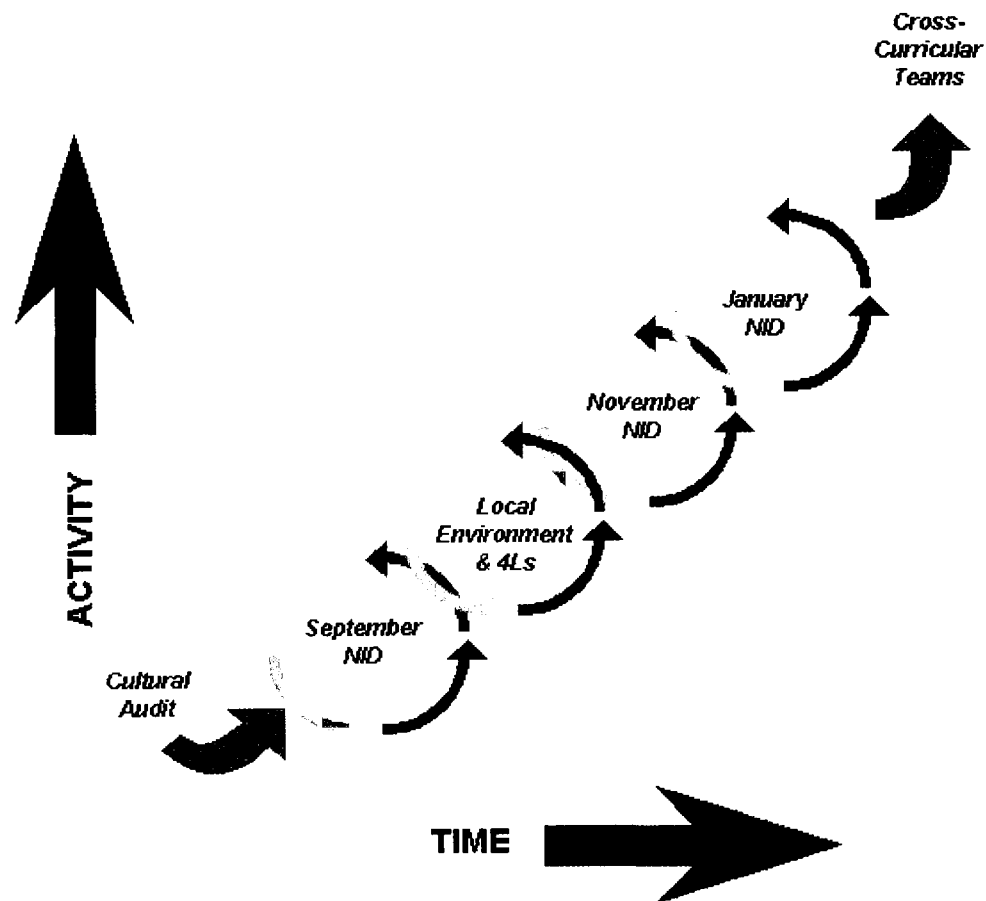 Cross-
Curricular
Teams
January
NID
November
NID
Local
Environment
& 4Ls
September
NID
Cultural
Audit
ACTIVITY
TIME